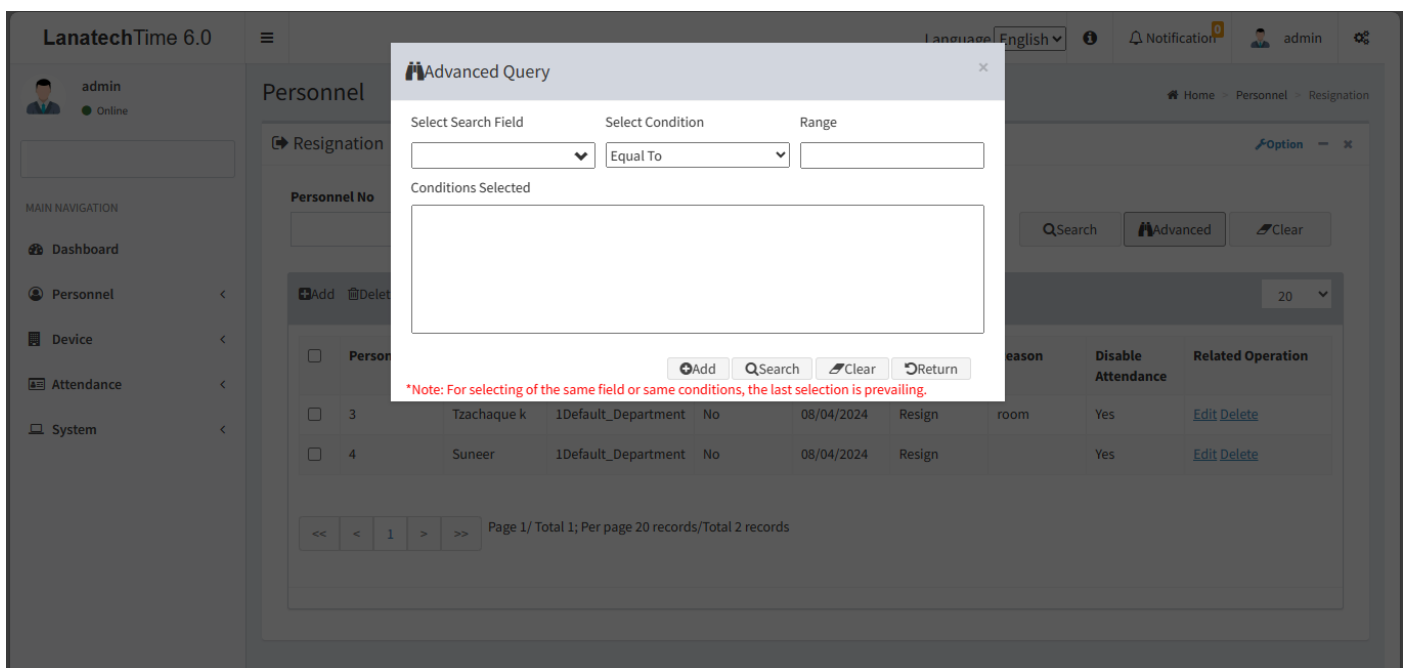 LanatechTime 6.0
Language English
Notification 0
admin
admin
Online
Personnel
Home > Personnel > Resignation
Advanced Query
×
Resignation
Option
Select Search Field Select Condition Range
Equal To
Conditions Selected
Personnel No
Search Advanced Clear
MAIN NAVIGATION
Dashboard
Personnel
Device
Attendance
System
Add Delet
20
Add Search Clear Return
*Note: For selecting of the same field or same conditions, the last selection is prevailing.
Person eason Disable Attendance Related Operation
3 Tzachaque k 1Default_Department No 08/04/2024 Resign room Yes Edit Delete
4 Suneer 1Default_Department No 08/04/2024 Resign Yes Edit Delete
<< < 1 > >> Page 1/ Total 1; Per page 20 records/Total 2 records